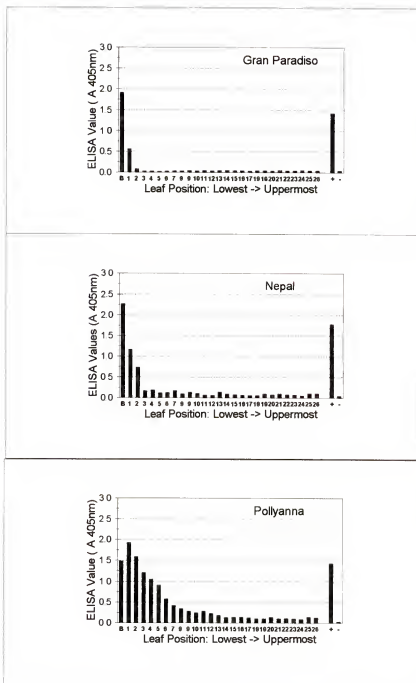 Gran Paradiso
ELISA Value ( A 405nm)
3.0
2.5
2.0
1.5
1.0
0.5
0.0
B 1 2 3 4 5 6 7 8 9 10 11 12 13 14 15 16 17 18 19 20 21 22 23 24 25 26 + -
Leaf Position: Lowest -> Uppermost
Nepal
ELISA Values (A 405nm)
3.0
2.5
2.0
1.5
1.0
0.5
0.0
B 1 2 3 4 5 6 7 8 9 10 11 12 13 14 15 16 17 18 19 20 21 22 23 24 25 26 + -
Leaf Position: Lowest -> Uppermost
Pollyanna
ELISA Value ( A 405nm)
3.0
2.5
2.0
1.5
1.0
0.5
0.0
B 1 2 3 4 5 6 7 8 9 10 11 12 13 14 15 16 17 18 19 20 21 22 23 24 25 26 + -
Leaf Position: Lowest -> Uppermost